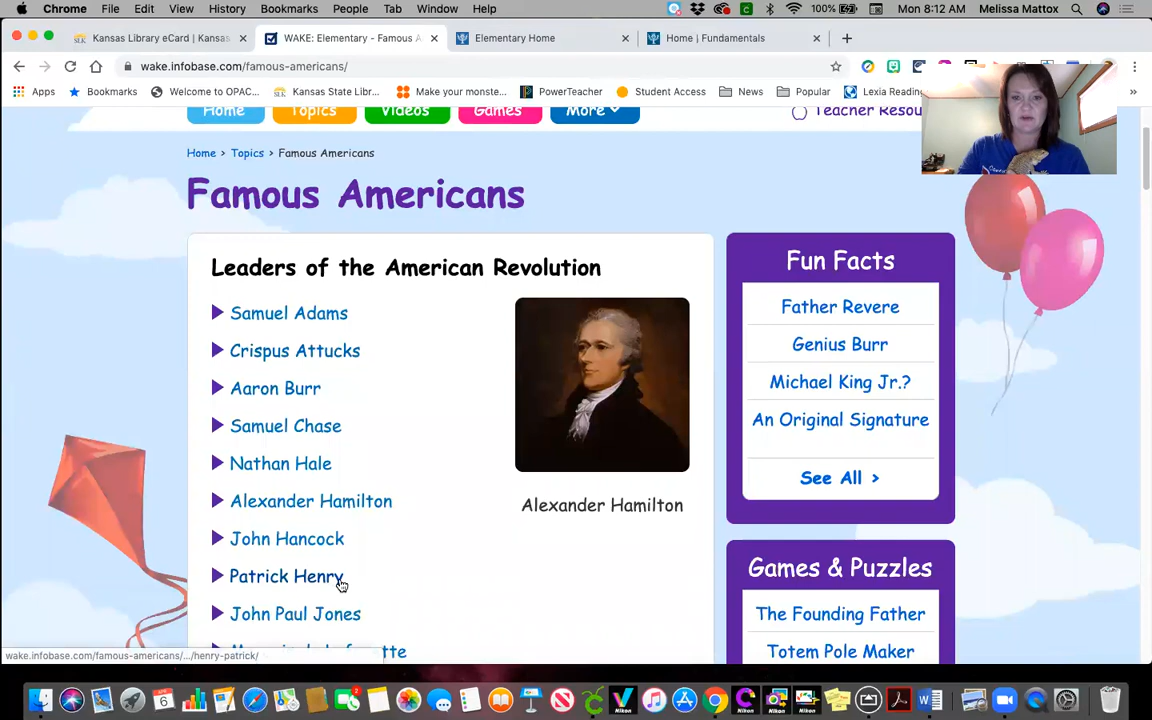 Chrome File Edit View History Bookmarks People Tab Window Help 100% Mon 8:12 AM Melissa Mattox
Kansas Library eCard | Kansas WAKE: Elementary - Famous A Elementary Home Home | Fundamentals
wake.infobase.com/famous-americans/
Apps Bookmarks Welcome to OPAC... Kansas State Libr... Make your monste... PowerTeacher Student Access News Popular Lexia Reading
Home Topics Videos Games More Teacher Resou
Home > Topics > Famous Americans
Famous Americans
Leaders of the American Revolution
Samuel Adams
Crispus Attucks
Aaron Burr
Samuel Chase
Nathan Hale
Alexander Hamilton
John Hancock
Patrick Henry
John Paul Jones
Alexander Hamilton
Fun Facts
Father Revere
Genius Burr
Michael King Jr.?
An Original Signature
See All >
Games & Puzzles
The Founding Father
Totem Pole Maker
wake.infobase.com/famous-americans/.../henry-patrick/